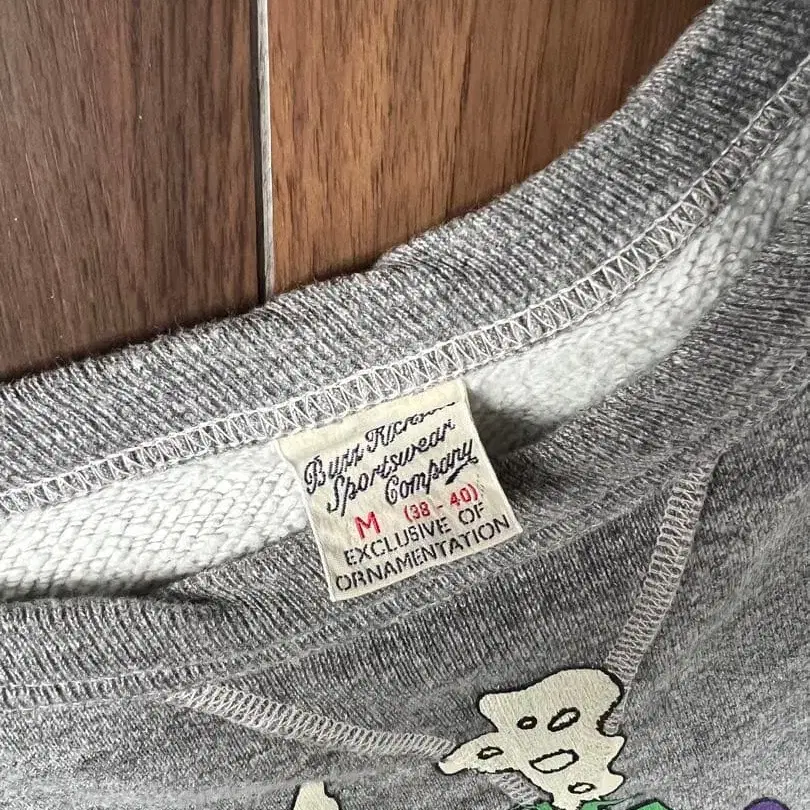 Buzz Rickson
Sportswear
Company
M (38 - 40)
EXCLUSIVE OF
ORNAMENTATION